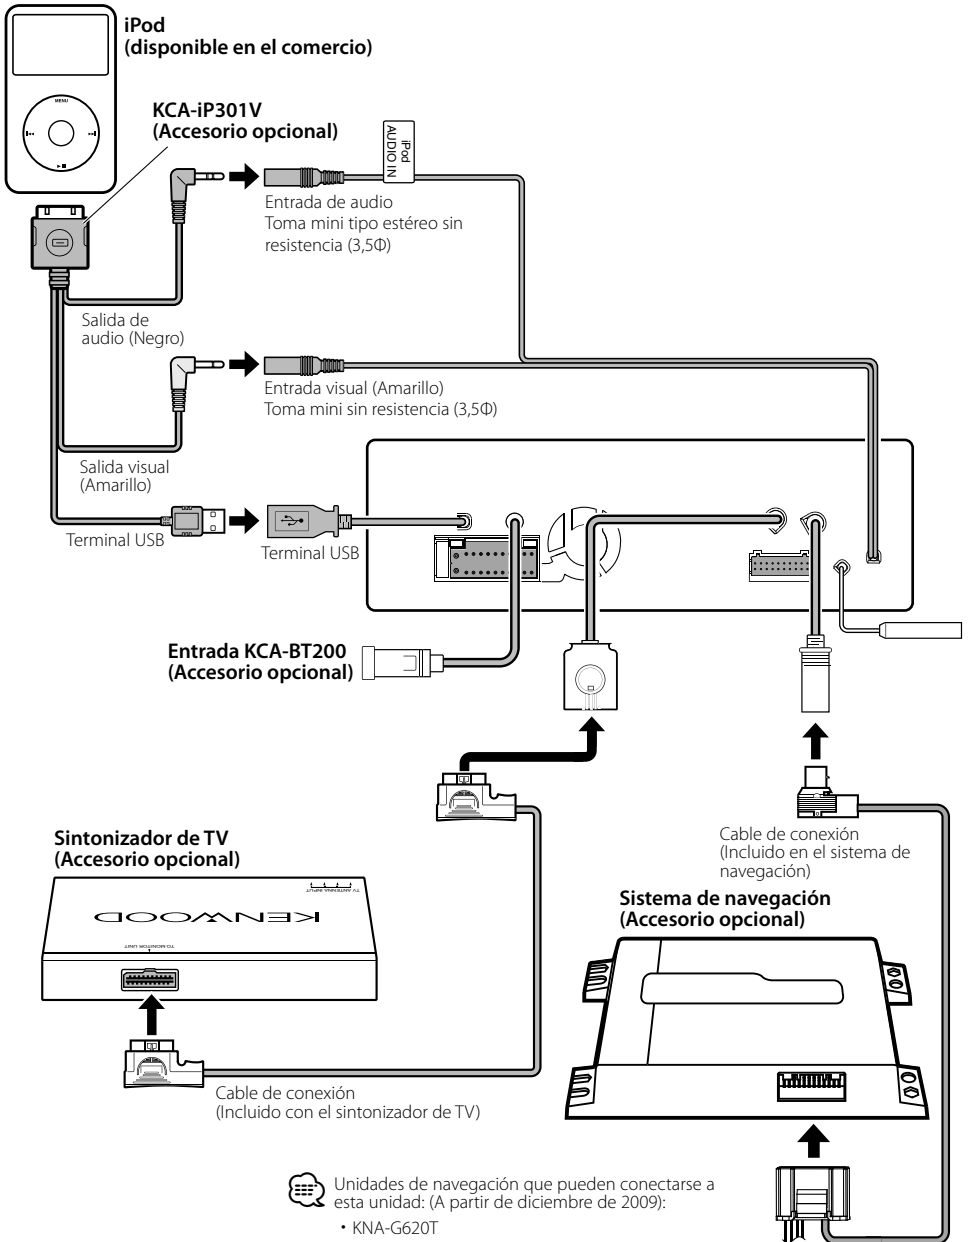 iPod
(disponible en el comercio)
MENU
KCA-iP301V
(Accesorio opcional)
iPod
AUDIO IN
Entrada de audio
Toma mini tipo estéreo sin
resistencia (3,5Φ)
Salida de
audio (Negro)
Entrada visual (Amarillo)
Toma mini sin resistencia (3,5Φ)
Salida visual
(Amarillo)
Terminal USB
Terminal USB
Entrada KCA-BT200
(Accesorio opcional)
Cable de conexión
(Incluido en el sistema de
navegación)
Sintonizador de TV
(Accesorio opcional)
TV ANTENNA INPUT
KENWOOD
TO MONITOR UNIT
Sistema de navegación
(Accesorio opcional)
Cable de conexión
(Incluido con el sintonizador de TV)
Unidades de navegación que pueden conectarse a
esta unidad: (A partir de diciembre de 2009):
• KNA-G620T